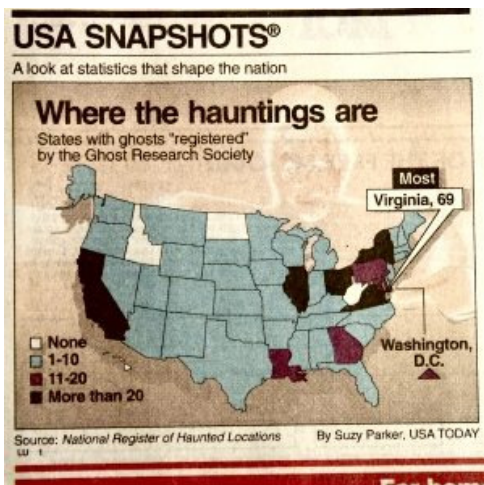 USA SNAPSHOTS®
A look at statistics that shape the nation
Where the hauntings are
States with ghosts "registered"
by the Ghost Research Society
Most
Virginia, 69
None
1-10
11-20
More than 20
Washington,
D.C.
Source: National Register of Haunted Locations
By Suzy Parker, USA TODAY